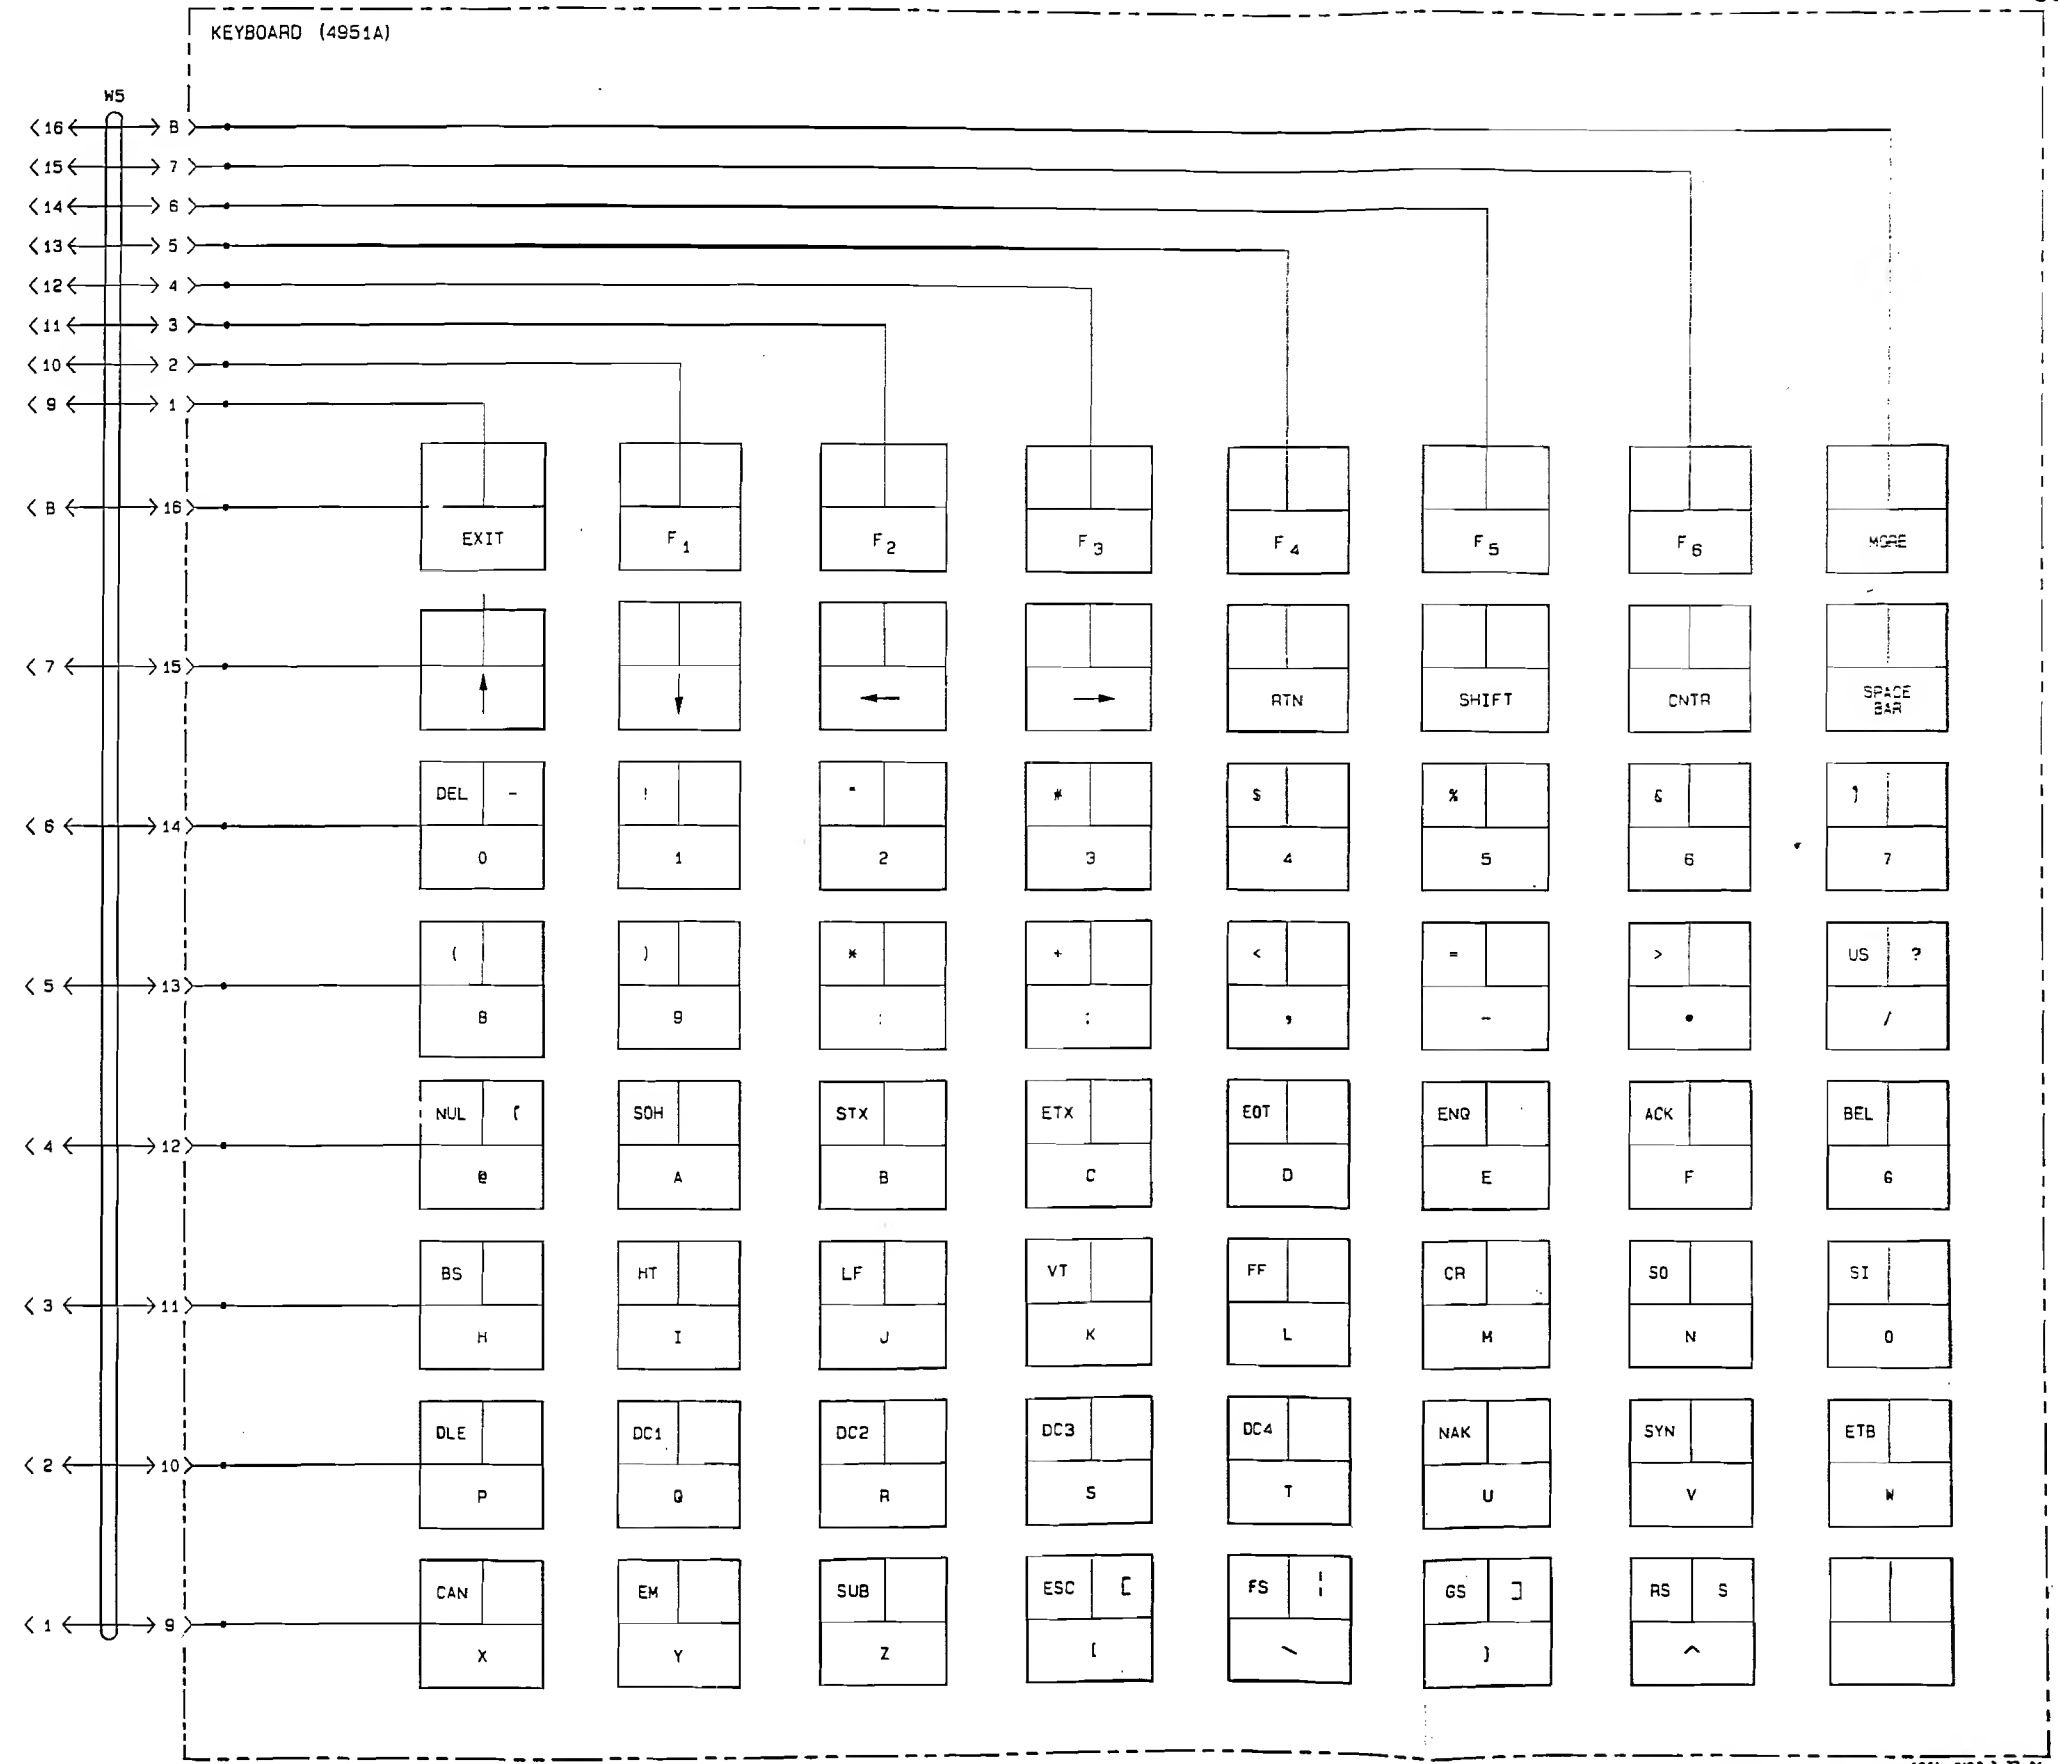 KEYBOARD (4951A)
W5
16 8
15 7
14 6
13 5
12 4
11 3
10 2
9 1
8 16
EXIT F1 F2 F3 F4 F5 F6 MORE
7 15
↑ ↓ ← → RTN SHIFT CNTR SPACE BAR
DEL - ! " # $ % & '
6 14
0 1 2 3 4 5 6 7
( ) * + < = > US ?
5 13
8 9 : ; , - . /
NUL SOH STX ETX EOT ENQ ACK BEL
4 12
@ A B C D E F G
BS HT LF VT FF CR SO SI
3 11
H I J K L M N O
DLE DC1 DC2 DC3 DC4 NAK SYN ETB
2 10
P Q R S T U V W
CAN EM SUB ESC [ FS ¦ GS ] RS S
1 9
X Y Z [ \ ] ^